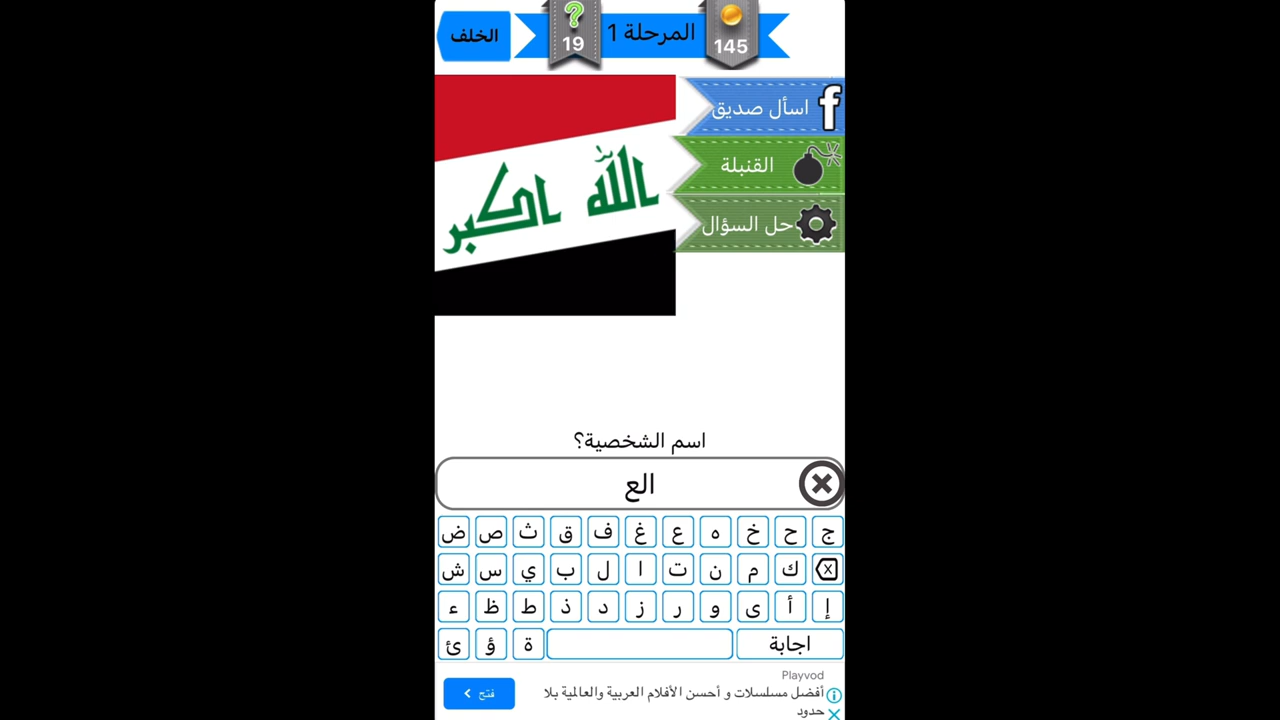 الخلف
19
المرحلة 1
145
الله اكبر
اسأل صديق
القنبلة
حل السؤال
اسم الشخصية؟
الع
ض ص ث ق ف غ ع ه خ ح ج
ش س ي ب ل ا ت ن م ك
ء ظ ط ذ د ز ر و ى أ إ
ئ ؤ ة
اجابة
Playvod
أفضل مسلسلات و أحسن الأفلام العربية والعالمية بلا
حدود
فتح